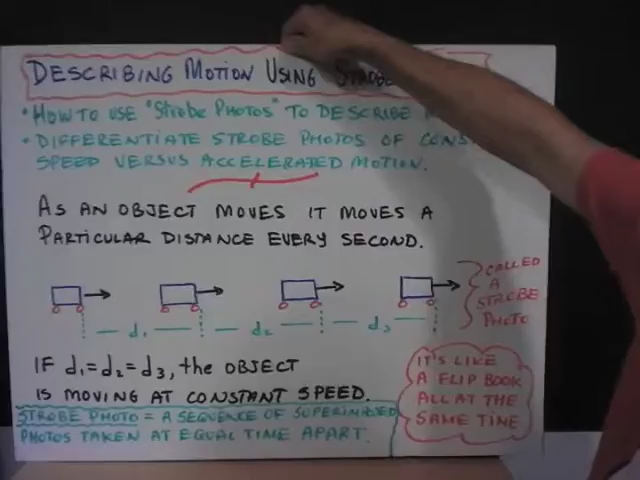 DESCRIBING MOTION USING STROBE
• HOW TO USE "STROBE PHOTOS" TO DESCRIBE
• DIFFERENTIATE STROBE PHOTOS OF CONS
SPEED VERSUS ACCELERATED MOTION.
AS AN OBJECT MOVES IT MOVES A
PARTICULAR DISTANCE EVERY SECOND.
CALLED
A
STROBE
PHOTO
d1 d2 d3
IF d1=d2=d3, the OBJECT
IS MOVING AT CONSTANT SPEED.
IT'S LIKE
A FLIP BOOK
ALL AT THE
SAME TIME
STROBE PHOTO = A SEQUENCE OF SUPERIMPOSED
PHOTOS TAKEN AT EQUAL TIME APART.